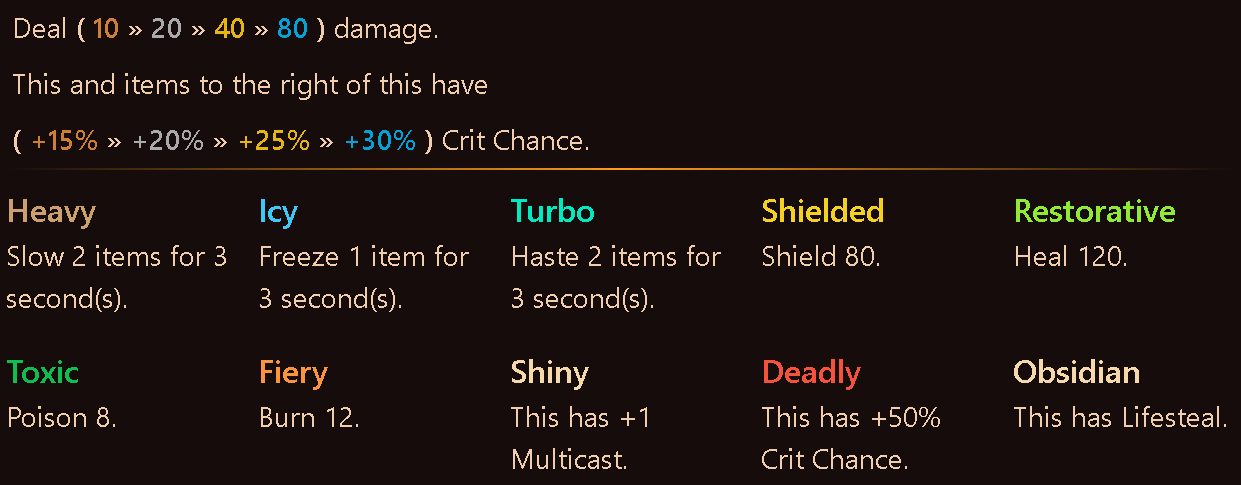 Deal ( 10 » 20 » 40 » 80 ) damage.
This and items to the right of this have
( +15% » +20% » +25% » +30% ) Crit Chance.
Heavy
Slow 2 items for 3
second(s).
Icy
Freeze 1 item for
3 second(s).
Turbo
Haste 2 items for
3 second(s).
Shielded
Shield 80.
Restorative
Heal 120.
Toxic
Poison 8.
Fiery
Burn 12.
Shiny
This has +1
Multicast.
Deadly
This has +50%
Crit Chance.
Obsidian
This has Lifesteal.